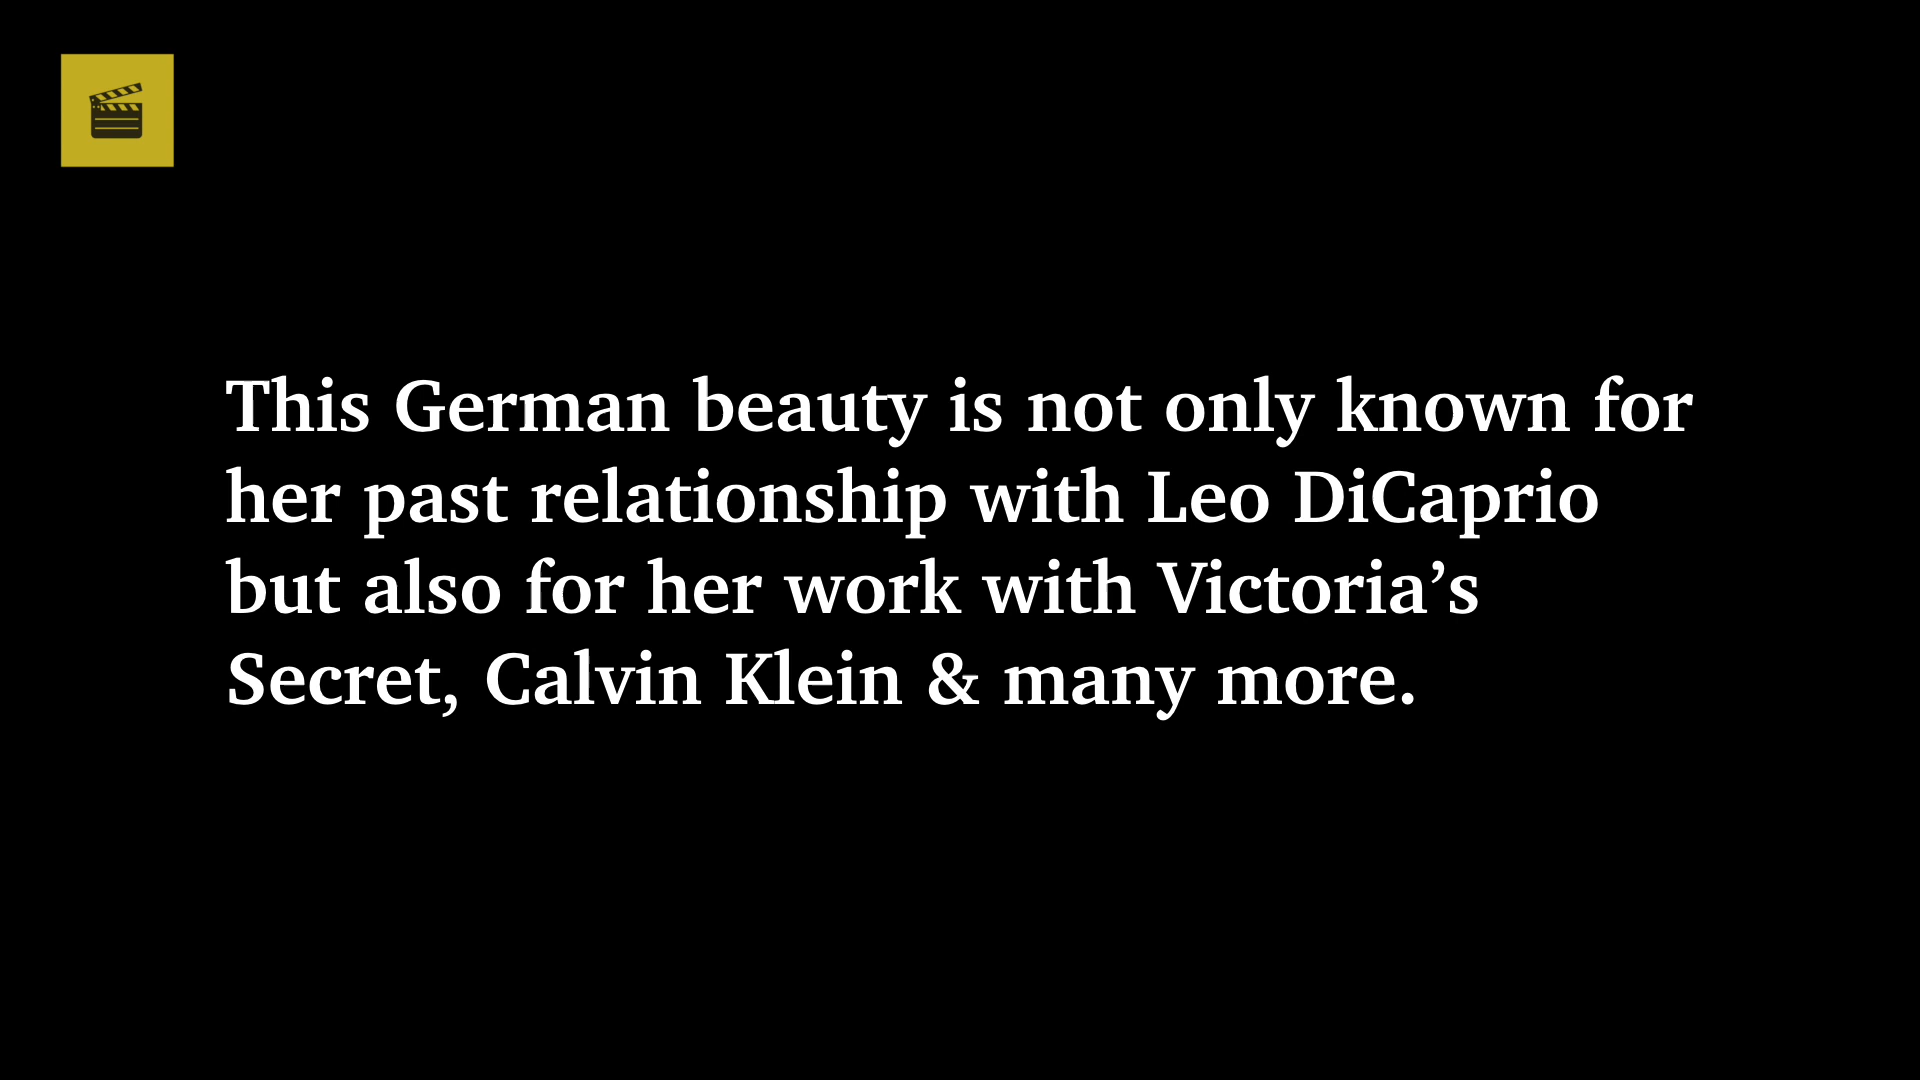 This German beauty is not only known for
her past relationship with Leo DiCaprio
but also for her work with Victoria’s
Secret, Calvin Klein & many more.